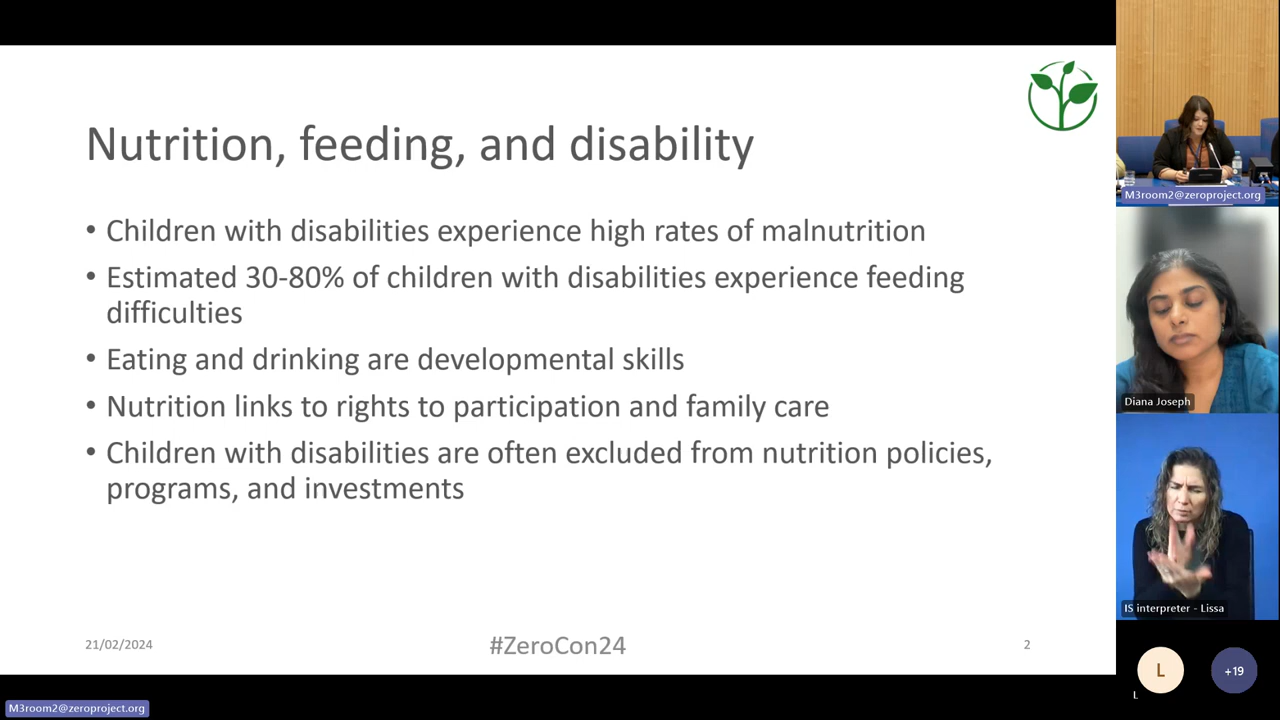 Nutrition, feeding, and disability
• Children with disabilities experience high rates of malnutrition
• Estimated 30-80% of children with disabilities experience feeding
difficulties
• Eating and drinking are developmental skills
• Nutrition links to rights to participation and family care
• Children with disabilities are often excluded from nutrition policies,
programs, and investments
21/02/2024
#ZeroCon24
2
M3room2@zeroproject.org
Diana Joseph
IS interpreter - Lissa
L
+19
L
M3room2@zeroproject.org